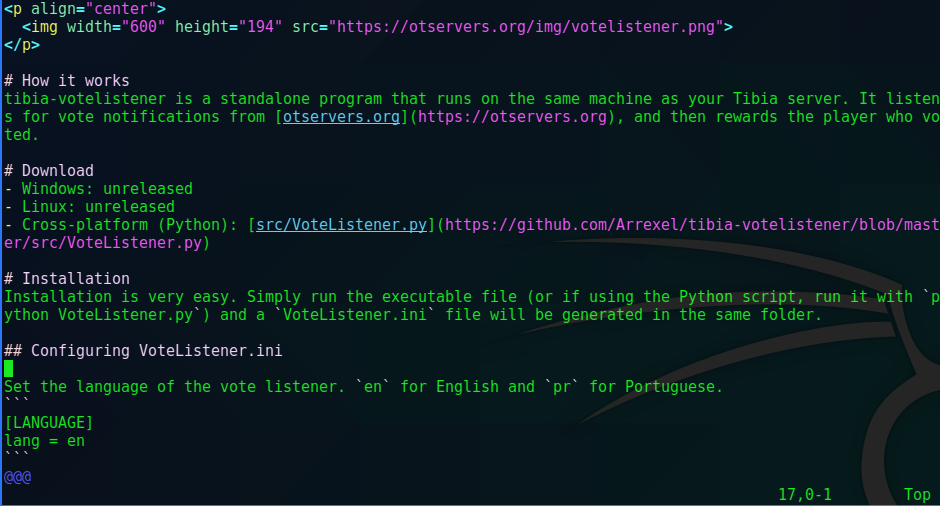 <p align="center">
  <img width="600" height="194" src="https://otservers.org/img/votelistener.png">
</p>

# How it works
tibia-votelistener is a standalone program that runs on the same machine as your Tibia server. It listen
s for vote notifications from [otservers.org](https://otservers.org), and then rewards the player who vo
ted.

# Download
- Windows: unreleased
- Linux: unreleased
- Cross-platform (Python): [src/VoteListener.py](https://github.com/Arrexel/tibia-votelistener/blob/mast
er/src/VoteListener.py)

# Installation
Installation is very easy. Simply run the executable file (or if using the Python script, run it with `p
ython VoteListener.py`) and a `VoteListener.ini` file will be generated in the same folder.

## Configuring VoteListener.ini

Set the language of the vote listener. `en` for English and `pr` for Portuguese.
```
[LANGUAGE]
lang = en
```
@@@
17,0-1 Top